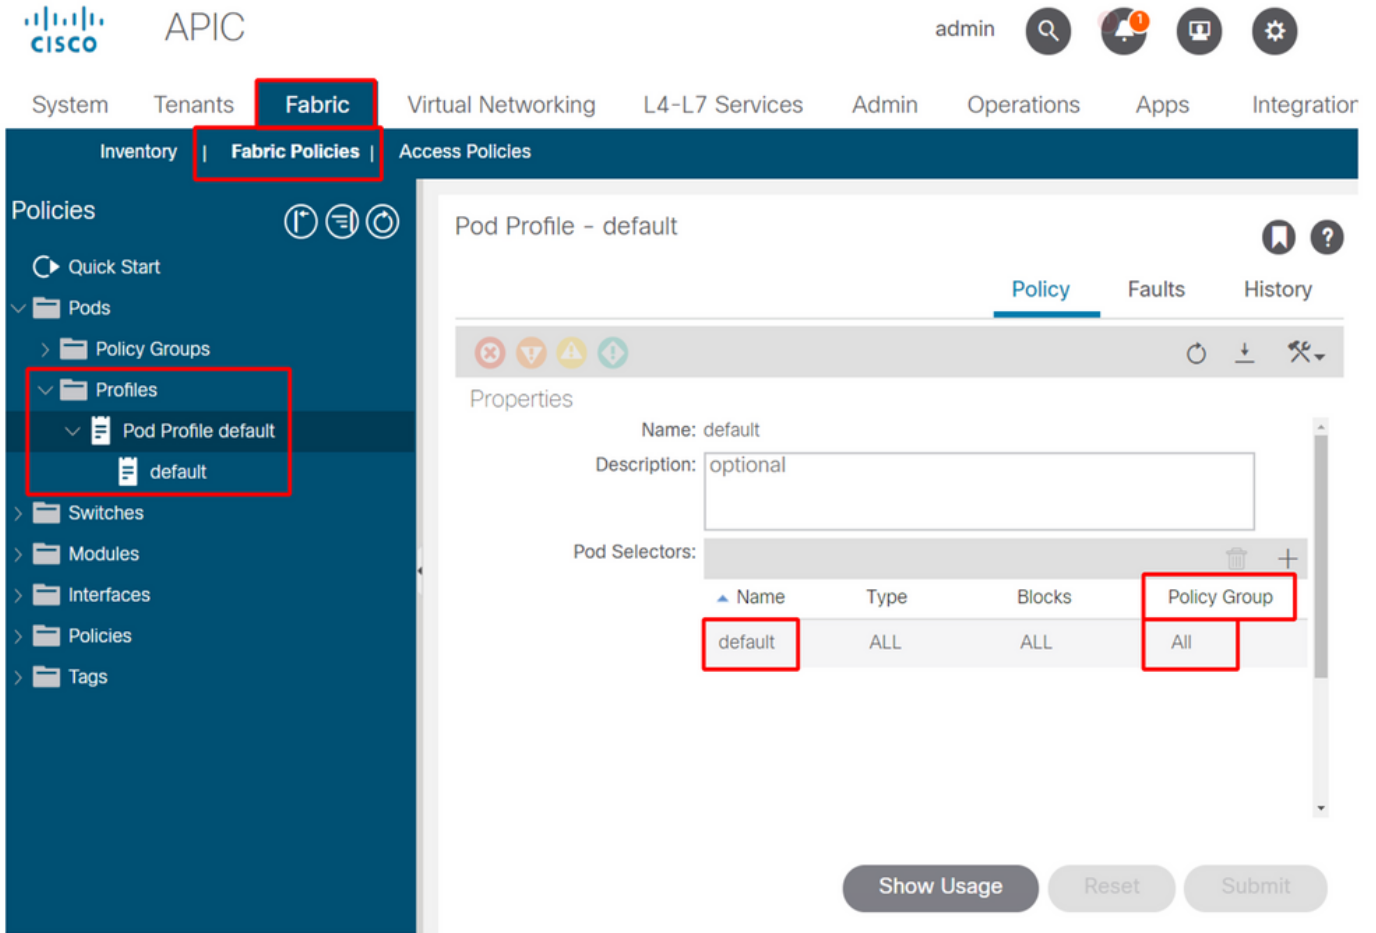 CISCO APIC admin 1
System Tenants Fabric Virtual Networking L4-L7 Services Admin Operations Apps Integration
Inventory | Fabric Policies | Access Policies
Policies
Quick Start
Pods
Policy Groups
Profiles
Pod Profile default
default
Switches
Modules
Interfaces
Policies
Tags
Pod Profile - default
Policy Faults History
Properties
Name: default
Description: optional
Pod Selectors:
Name Type Blocks Policy Group
default ALL ALL All
Show Usage Reset Submit